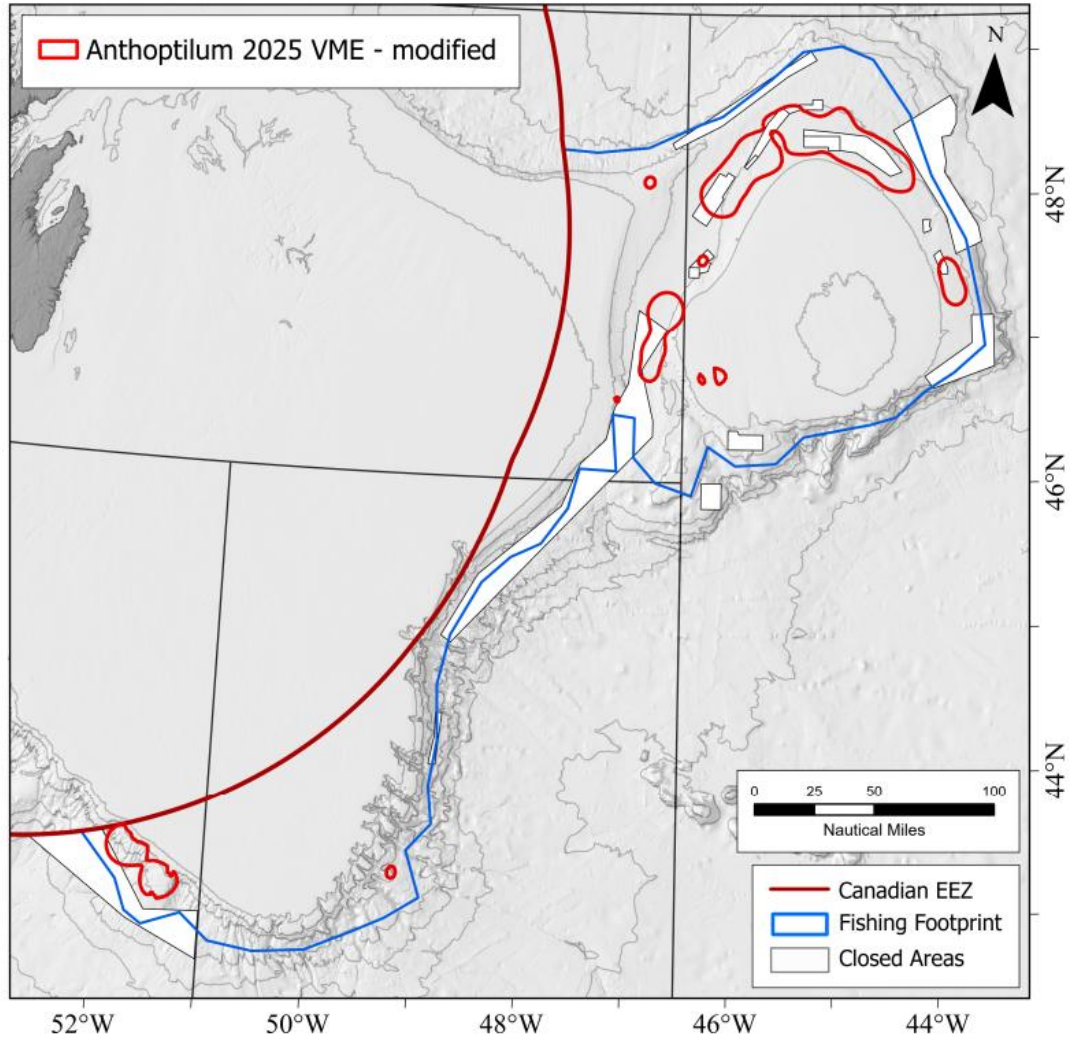 Anthoptilum 2025 VME - modified
N
48°N
46°N
44°N
0 25 50 100
Nautical Miles
Canadian EEZ
Fishing Footprint
Closed Areas
52°W 50°W 48°W 46°W 44°W